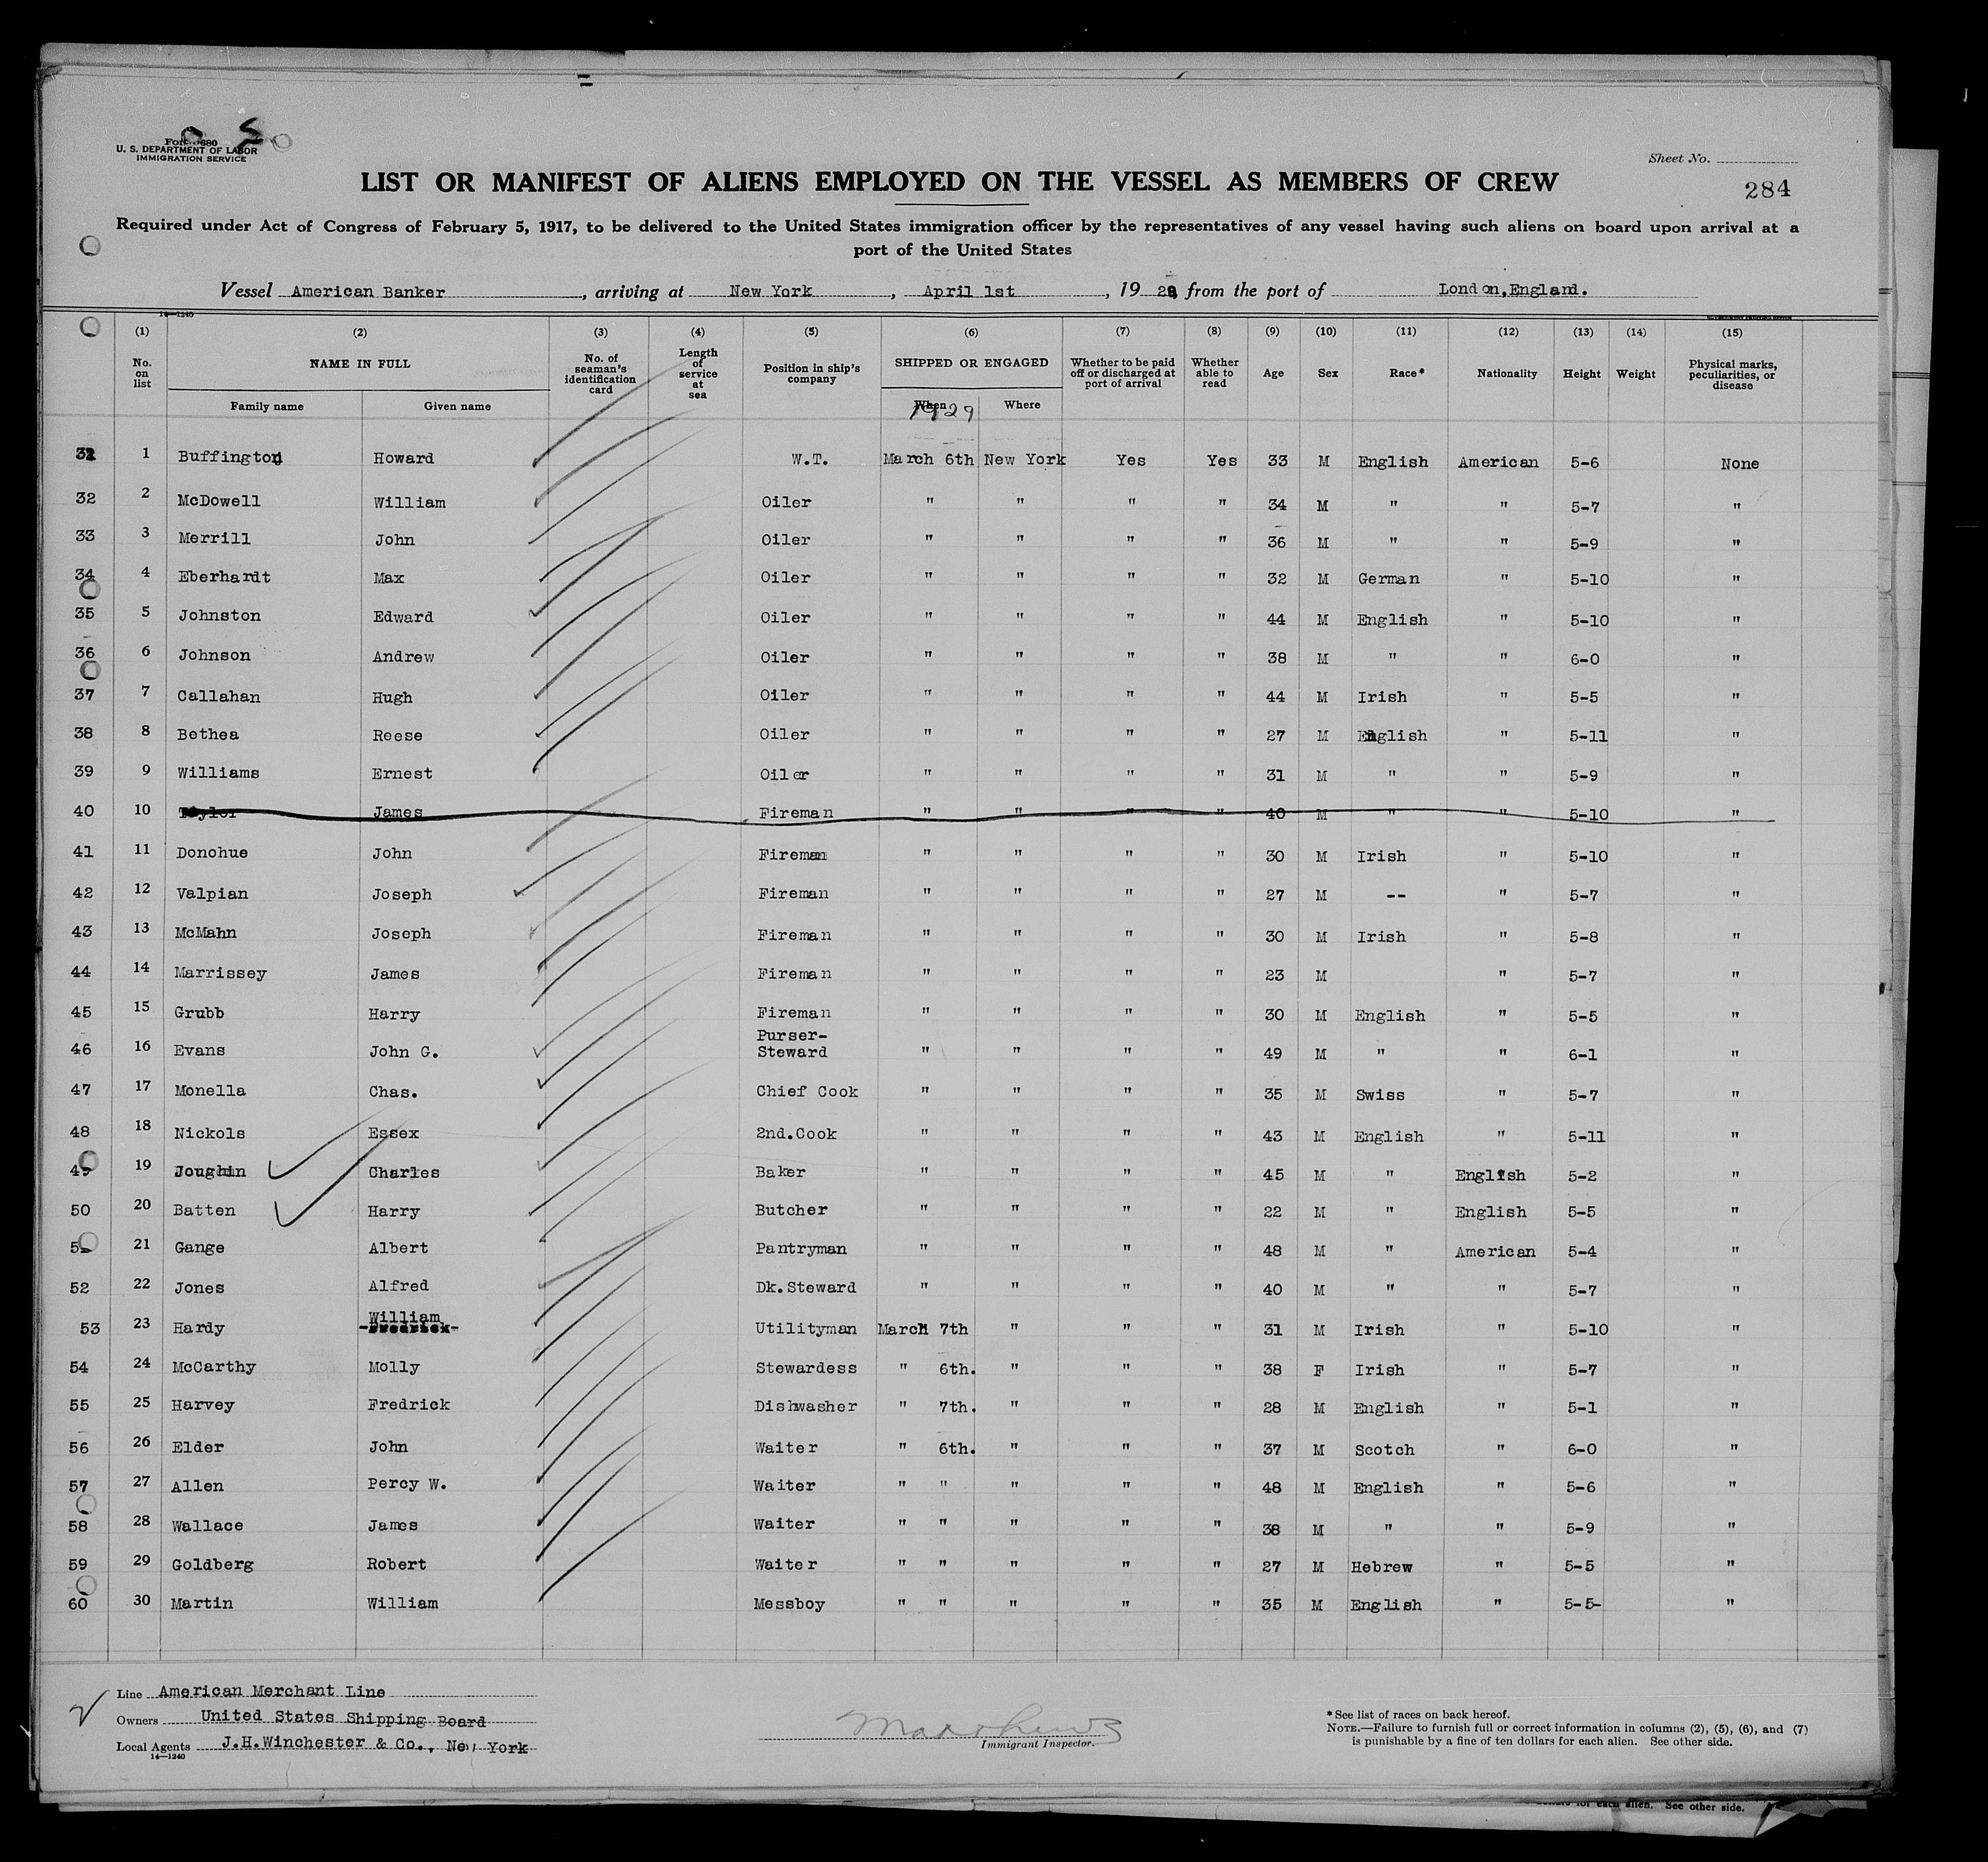 Form 680
U. S. DEPARTMENT OF LABOR
IMMIGRATION SERVICE
Sheet No.
284
LIST OR MANIFEST OF ALIENS EMPLOYED ON THE VESSEL AS MEMBERS OF CREW
Required under Act of Congress of February 5, 1917, to be delivered to the United States immigration officer by the representatives of any vessel having such aliens on board upon arrival at a
port of the United States
Vessel American Banker, arriving at New York, April 1st, 1929, from the port of London,England.
14—1240
(1) (2) (3) (4) (5) (6) (7) (8) (9) (10) (11) (12) (13) (14) (15)
No. on list NAME IN FULL No. of seaman's identification card Length of service at sea Position in ship's company SHIPPED OR ENGAGED Whether to be paid off or discharged at port of arrival Whether able to read Age Sex Race* Nationality Height Weight Physical marks, peculiarities, or disease
Family name Given name When Where
1929
31 1 Buffington Howard W.T. March 6th New York Yes Yes 33 M English American 5-6 None
32 2 McDowell William Oiler " " " " 34 M " " 5-7 "
33 3 Merrill John Oiler " " " " 36 M " " 5-9 "
34 4 Eberhardt Max Oiler " " " " 32 M German " 5-10 "
35 5 Johnston Edward Oiler " " " " 44 M English " 5-10 "
36 6 Johnson Andrew Oiler " " " " 38 M " " 6-0 "
37 7 Callahan Hugh Oiler " " " " 44 M Irish " 5-5 "
38 8 Bethea Reese Oiler " " " " 27 M English " 5-11 "
39 9 Williams Ernest Oiler " " " " 31 M " " 5-9 "
40 10 Taylor James Fireman " " " " 40 M " " 5-10 "
41 11 Donohue John Fireman " " " " 30 M Irish " 5-10 "
42 12 Valpian Joseph Fireman " " " " 27 M -- " 5-7 "
43 13 McMahn Joseph Fireman " " " " 30 M Irish " 5-8 "
44 14 Marrissey James Fireman " " " " 23 M " 5-7 "
45 15 Grubb Harry Fireman " " " " 30 M English " 5-5 "
46 16 Evans John G. Purser-Steward " " " " 49 M " " 6-1 "
47 17 Monella Chas. Chief Cook " " " " 35 M Swiss " 5-7 "
48 18 Nickols Essex 2nd.Cook " " " " 43 M English " 5-11 "
49 19 Joughin Charles Baker " " " " 45 M " English 5-2 "
50 20 Batten Harry Butcher " " " " 22 M " English 5-5 "
51 21 Gange Albert Pantryman " " " " 48 M " American 5-4 "
52 22 Jones Alfred Dk.Steward " " " " 40 M " " 5-7 "
53 23 Hardy William Fredrick Utilityman March 7th " " " 31 M Irish " 5-10 "
54 24 McCarthy Molly Stewardess " 6th. " " " 38 F Irish " 5-7 "
55 25 Harvey Fredrick Dishwasher " 7th. " " " 28 M English " 5-1 "
56 26 Elder John Waiter " 6th. " " " 37 M Scotch " 6-0 "
57 27 Allen Percy W. Waiter " " " " " 48 M English " 5-6 "
58 28 Wallace James Waiter " " " " " 38 M " " 5-9 "
59 29 Goldberg Robert Waiter " " " " " 27 M Hebrew " 5-5 "
60 30 Martin William Messboy " " " " " 35 M English " 5-5- "
Line American Merchant Line
Owners United States Shipping Board
Local Agents J.H.Winchester & Co., New York
14—1240
Immigrant Inspector.
* See list of races on back hereof.
NOTE.—Failure to furnish full or correct information in columns (2), (5), (6), and (7)
is punishable by a fine of ten dollars for each alien. See other side.
for each alien. See other side.